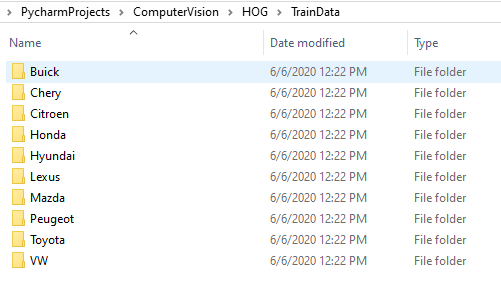 PycharmProjects > ComputerVision > HOG > TrainData
Name Date modified Type
Buick 6/6/2020 12:22 PM File folder
Chery 6/6/2020 12:22 PM File folder
Citroen 6/6/2020 12:22 PM File folder
Honda 6/6/2020 12:22 PM File folder
Hyundai 6/6/2020 12:22 PM File folder
Lexus 6/6/2020 12:22 PM File folder
Mazda 6/6/2020 12:22 PM File folder
Peugeot 6/6/2020 12:22 PM File folder
Toyota 6/6/2020 12:22 PM File folder
VW 6/6/2020 12:22 PM File folder